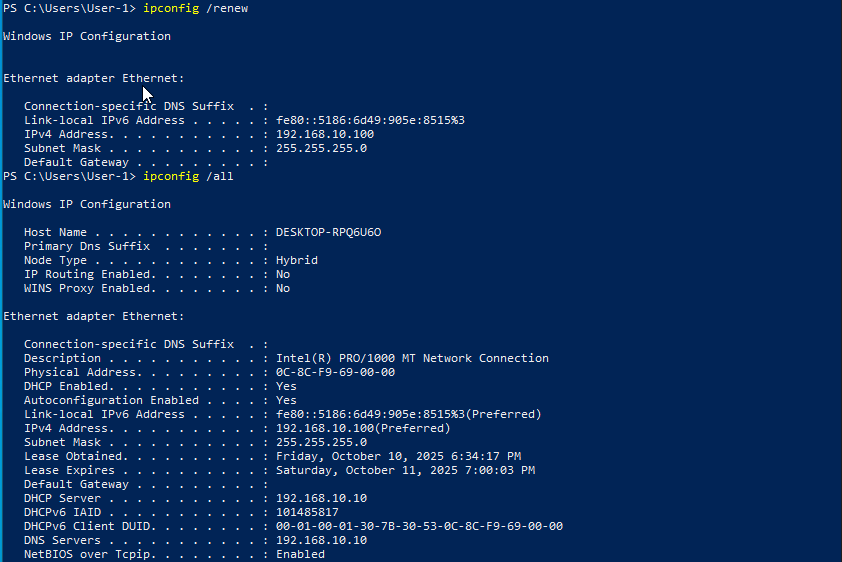 PS C:\Users\User-1> ipconfig /renew
Windows IP Configuration
Ethernet adapter Ethernet:
Connection-specific DNS Suffix  . :
Link-local IPv6 Address . . . . . : fe80::5186:6d49:905e:8515%3
IPv4 Address. . . . . . . . . . . : 192.168.10.100
Subnet Mask . . . . . . . . . . . : 255.255.255.0
Default Gateway . . . . . . . . . :
PS C:\Users\User-1> ipconfig /all
Windows IP Configuration
Host Name . . . . . . . . . . . . : DESKTOP-RPQ6U6O
Primary Dns Suffix  . . . . . . . :
Node Type . . . . . . . . . . . . : Hybrid
IP Routing Enabled. . . . . . . . : No
WINS Proxy Enabled. . . . . . . . : No
Ethernet adapter Ethernet:
Connection-specific DNS Suffix  . :
Description . . . . . . . . . . . : Intel(R) PRO/1000 MT Network Connection
Physical Address. . . . . . . . . : 0C-8C-F9-69-00-00
DHCP Enabled. . . . . . . . . . . : Yes
Autoconfiguration Enabled . . . . : Yes
Link-local IPv6 Address . . . . . : fe80::5186:6d49:905e:8515%3(Preferred)
IPv4 Address. . . . . . . . . . . : 192.168.10.100(Preferred)
Subnet Mask . . . . . . . . . . . : 255.255.255.0
Lease Obtained. . . . . . . . . . : Friday, October 10, 2025 6:34:17 PM
Lease Expires . . . . . . . . . . : Saturday, October 11, 2025 7:00:03 PM
Default Gateway . . . . . . . . . :
DHCP Server . . . . . . . . . . . : 192.168.10.10
DHCPv6 IAID . . . . . . . . . . . : 101485817
DHCPv6 Client DUID. . . . . . . . : 00-01-00-01-30-7B-30-53-0C-8C-F9-69-00-00
DNS Servers . . . . . . . . . . . : 192.168.10.10
NetBIOS over Tcpip. . . . . . . . : Enabled